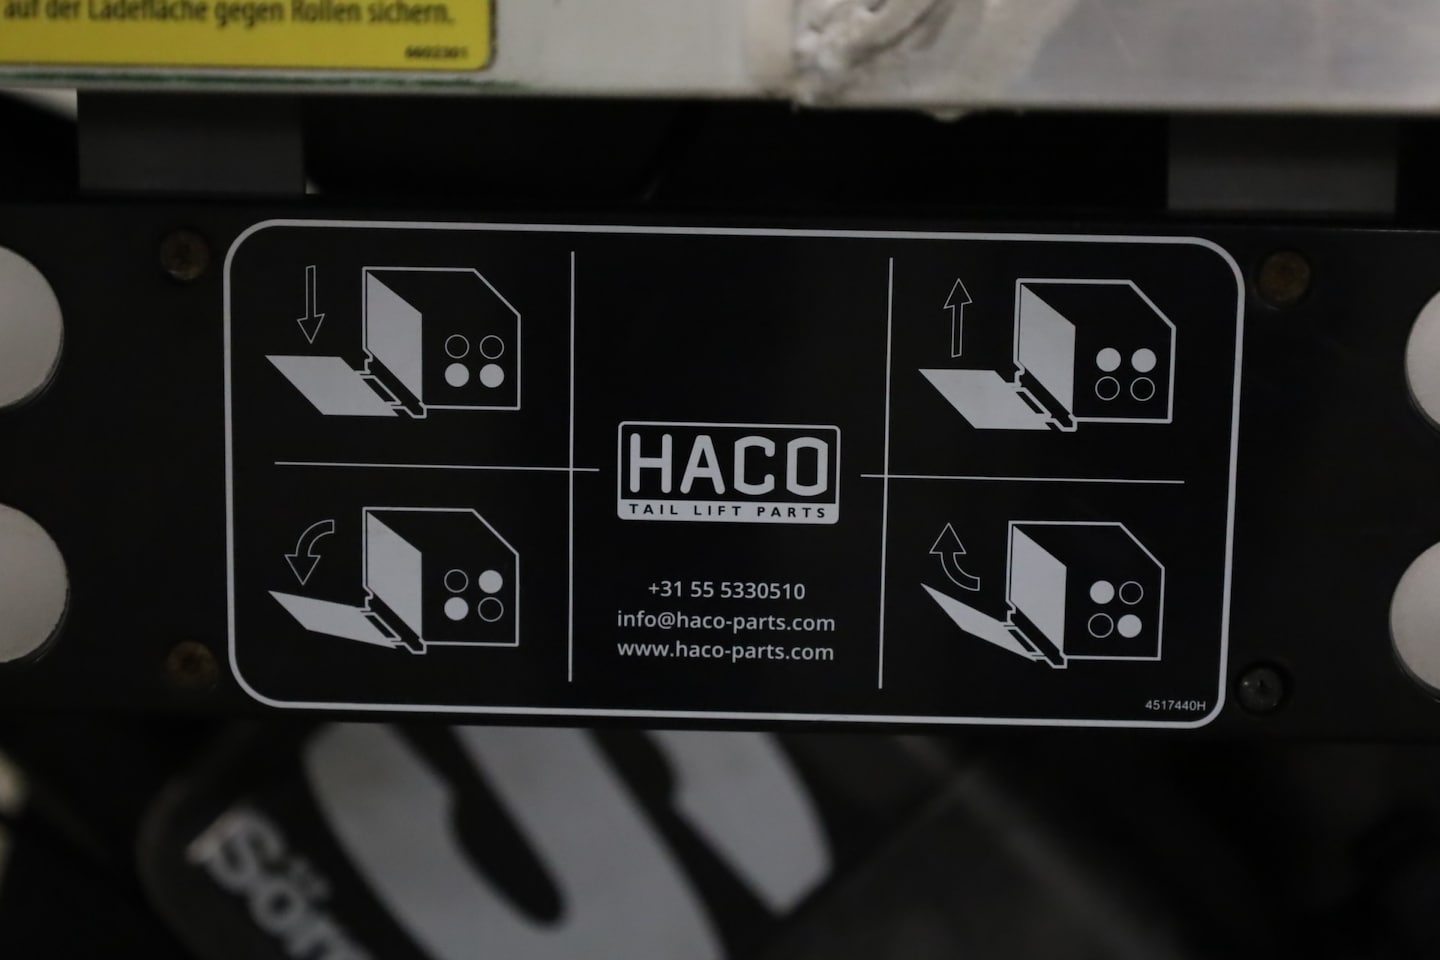 auf der Ladefläche gegen Rollen sichern.
HACO
TAIL LIFT PARTS
+31 55 5330510
info@haco-parts.com
www.haco-parts.com
4517440H